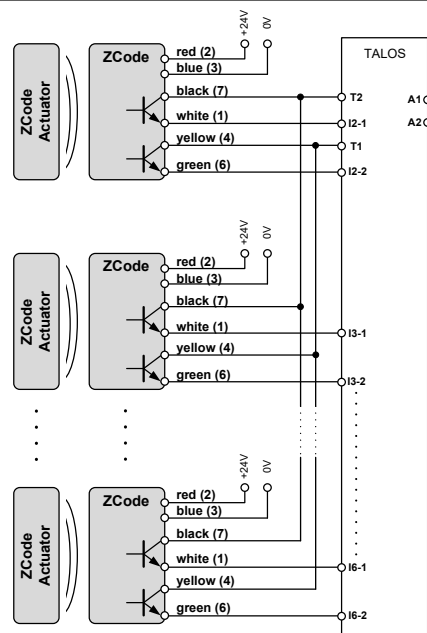 +24V
0V
red (2)
TALOS
ZCode
blue (3)
black (7)
T2
A1
ZCode Actuator
white (1)
I2-1
A2
yellow (4)
T1
green (6)
I2-2
+24V
0V
red (2)
ZCode
blue (3)
black (7)
ZCode Actuator
white (1)
I3-1
yellow (4)
green (6)
I3-2
+24V
0V
red (2)
ZCode
blue (3)
black (7)
ZCode Actuator
white (1)
I6-1
yellow (4)
green (6)
I6-2